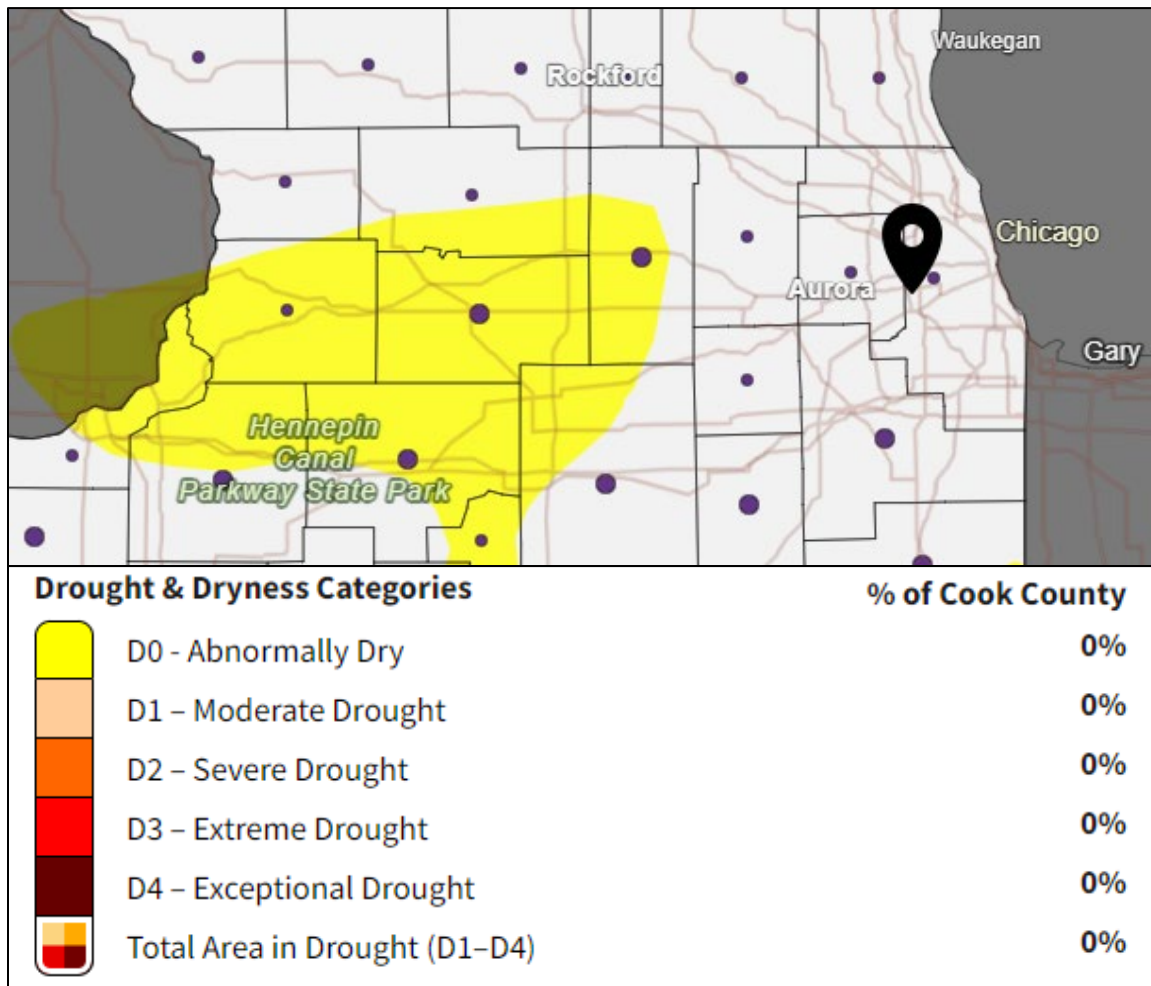 Waukegan
Rockford
Chicago
Aurora
Gary
Hennepin
Canal
Parkway State Park
Drought & Dryness Categories % of Cook County
D0 - Abnormally Dry 0%
D1 – Moderate Drought 0%
D2 – Severe Drought 0%
D3 – Extreme Drought 0%
D4 – Exceptional Drought 0%
Total Area in Drought (D1–D4) 0%